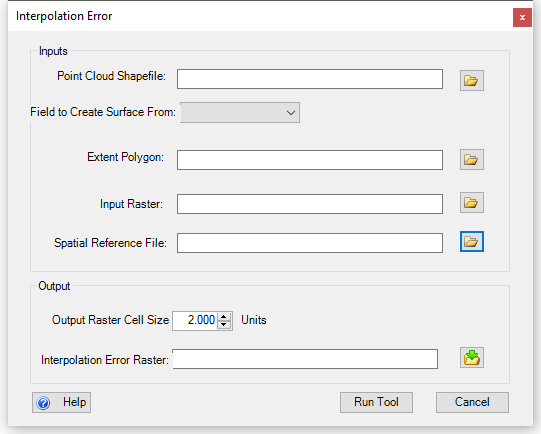 Interpolation Error
x
Inputs
Point Cloud Shapefile:
Field to Create Surface From:
Extent Polygon:
Input Raster:
Spatial Reference File:
Output
Output Raster Cell Size 2.000 Units
Interpolation Error Raster:
? Help Run Tool Cancel